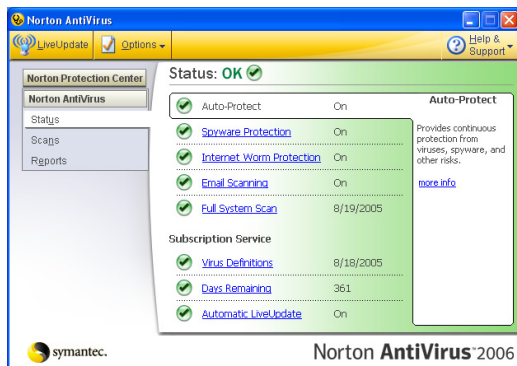 Norton AntiVirus
LiveUpdate
Options
Help & Support
Norton Protection Center
Norton AntiVirus
Status
Scans
Reports
Status: OK
Auto-Protect On
Spyware Protection On
Internet Worm Protection On
Email Scanning On
Full System Scan 8/19/2005
Subscription Service
Virus Definitions 8/18/2005
Days Remaining 361
Automatic LiveUpdate On
Auto-Protect
Provides continuous
protection from
viruses, spyware, and
other risks.
more info
symantec.
Norton AntiVirus 2006